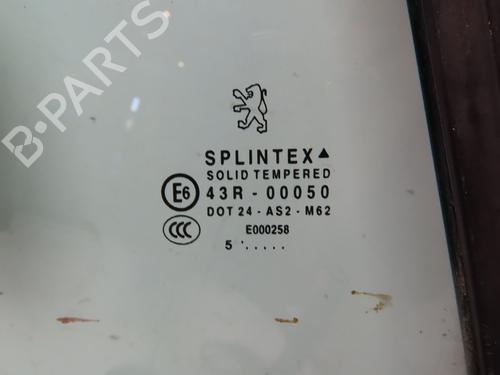 B-PARTS
SPLINTEX
SOLID TEMPERED
E6 43R-00050
DOT 24-AS2-M62
CCC E000258
5 '.....